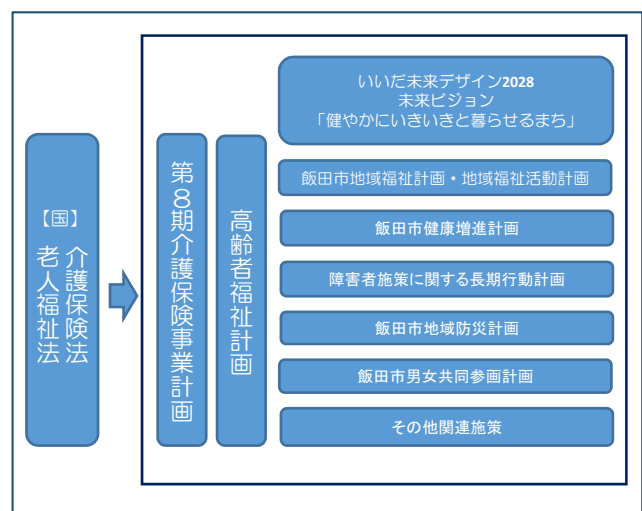 【国】
介護保険法
老人福祉法
第8期介護保険事業計画
高齢者福祉計画
いいだ未来デザイン2028
未来ビジョン
「健やかにいきいきと暮らせるまち」
飯田市地域福祉計画・地域福祉活動計画
飯田市健康増進計画
障害者施策に関する長期行動計画
飯田市地域防災計画
飯田市男女共同参画計画
その他関連施策